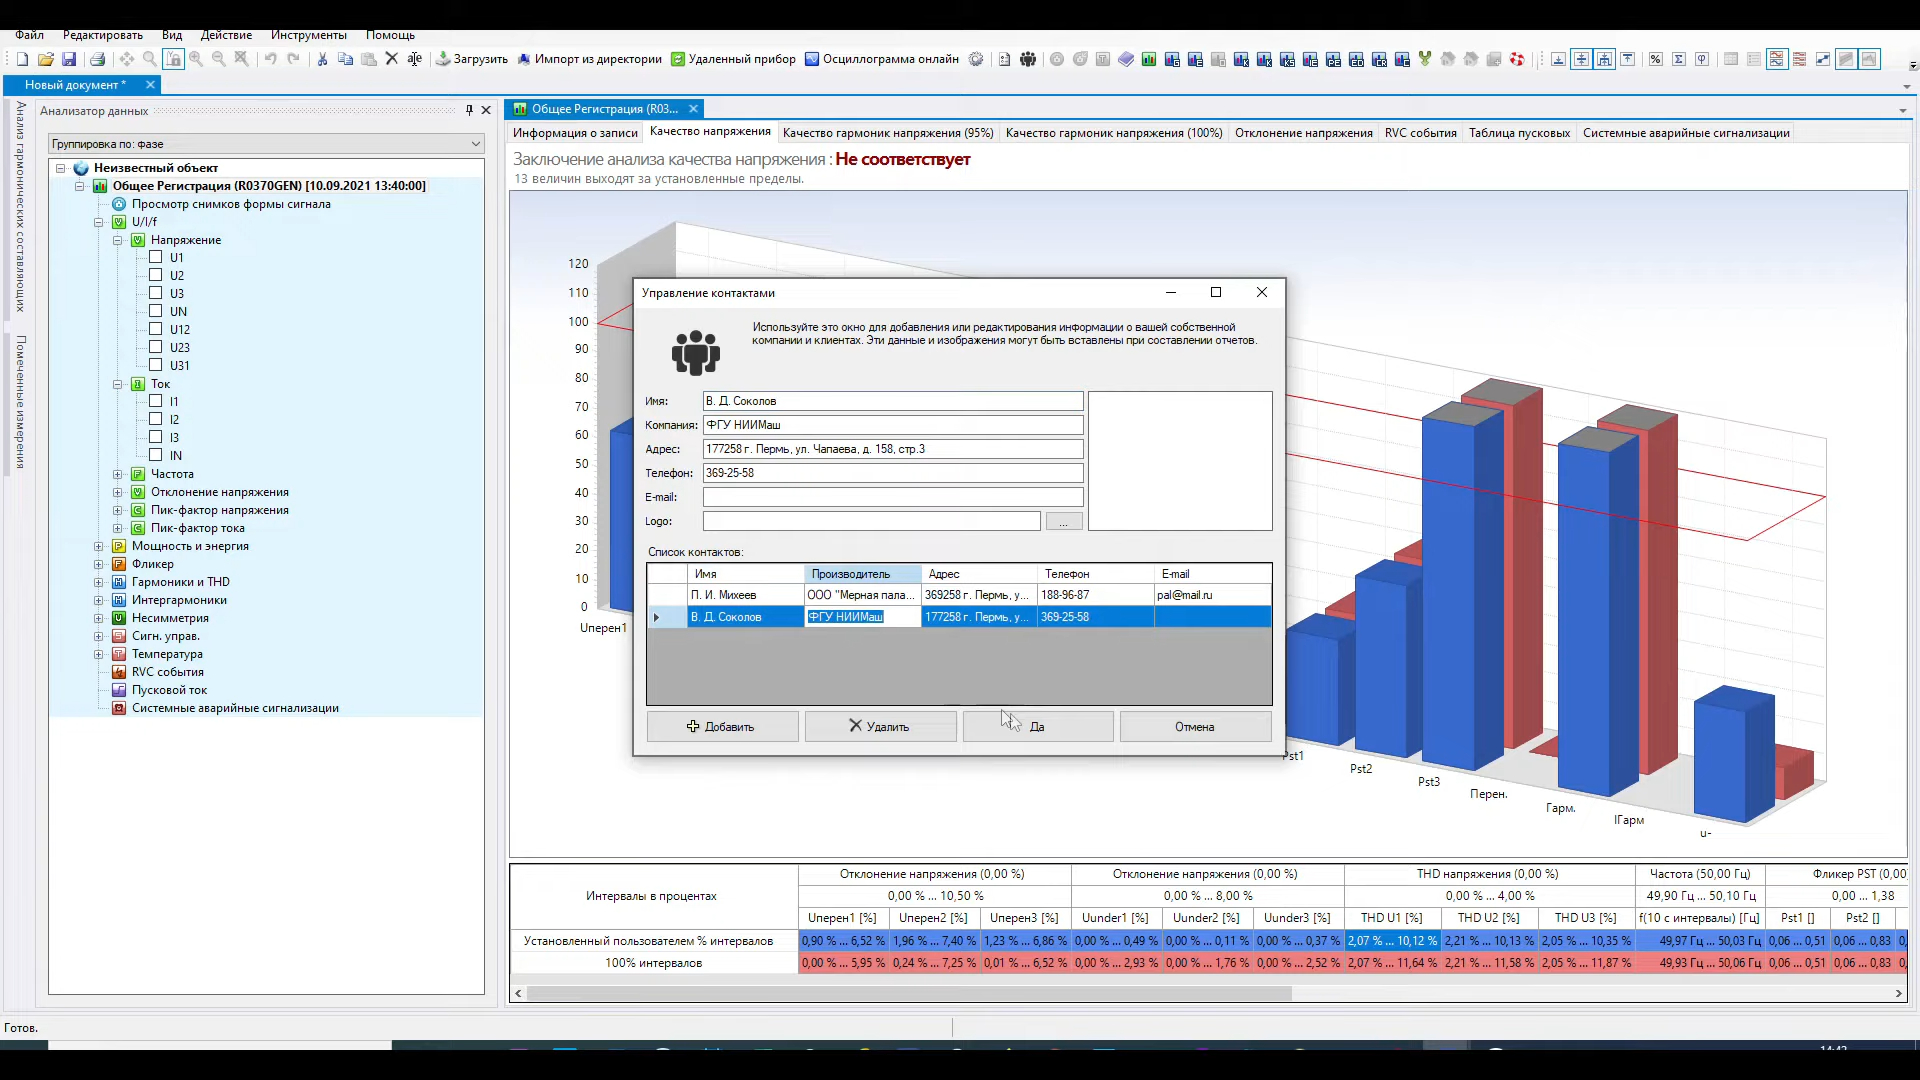 Файл Редактировать Вид Действие Инструменты Помощь
Загрузить Импорт из директории Удаленный прибор Осциллограмма онлайн
Новый документ *
Анализ гармонических составляющих
Помеченные измерения
Анализатор данных
Группировка по: фазе
Неизвестный объект
Общее Регистрация (R0370GEN) [10.09.2021 13:40:00]
Просмотр снимков формы сигнала
U/I/f
Напряжение
U1
U2
U3
UN
U12
U23
U31
Ток
I1
I2
I3
IN
Частота
Отклонение напряжения
Пик-фактор напряжения
Пик-фактор тока
Мощность и энергия
Фликер
Гармоники и THD
Интергармоники
Несимметрия
Сигн. управ.
Температура
RVC события
Пусковой ток
Системные аварийные сигнализации
Общее Регистрация (R03...
Информация о записи Качество напряжения Качество гармоник напряжения (95%) Качество гармоник напряжения (100%) Отклонение напряжения RVC события Таблица пусковых Системные аварийные сигнализации
Заключение анализа качества напряжения : Не соответствует
13 величин выходят за установленные пределы.
120
110
100
90
80
70
60
50
40
30
20
10
0
Uперен1
Pst1
Pst2
Pst3
Перен.
Гарм.
IГарм
u-
Управление контактами
Используйте это окно для добавления или редактирования информации о вашей собственной
компании и клиентах. Эти данные и изображения могут быть вставлены при составлении отчетов.
Имя: В. Д. Соколов
Компания: ФГУ НИИМаш
Адрес: 177258 г. Пермь, ул. Чапаева, д. 158, стр.3
Телефон: 369-25-58
E-mail:
Logo: ...
Список контактов:
Имя Производитель Адрес Телефон E-mail
П. И. Михеев ООО "Мерная пала... 369258 г. Пермь, у... 188-96-87 pal@mail.ru
В. Д. Соколов ФГУ НИИМаш 177258 г. Пермь, у... 369-25-58
Добавить Удалить Да Отмена
Интервалы в процентах
Отклонение напряжения (0,00 %) Отклонение напряжения (0,00 %) THD напряжения (0,00 %) Частота (50,00 Гц) Фликер PST (0,00
0,00 % ... 10,50 % 0,00 % ... 8,00 % 0,00 % ... 4,00 % 49,90 Гц ... 50,10 Гц 0,00 ... 1,38
Uперен1 [%] Uперен2 [%] Uперен3 [%] Uunder1 [%] Uunder2 [%] Uunder3 [%] THD U1 [%] THD U2 [%] THD U3 [%] f(10 с интервалы) [Гц] Pst1 [] Pst2 []
Установленный пользователем % интервалов 0,90 % ... 6,52 % 1,96 % ... 7,40 % 1,23 % ... 6,86 % 0,00 % ... 0,49 % 0,00 % ... 0,11 % 0,00 % ... 0,37 % 2,07 % ... 10,12 % 2,21 % ... 10,13 % 2,05 % ... 10,35 % 49,97 Гц ... 50,03 Гц 0,06 ... 0,51 0,06 ... 0,83
100% интервалов 0,00 % ... 5,95 % 0,24 % ... 7,25 % 0,01 % ... 6,52 % 0,00 % ... 2,93 % 0,00 % ... 1,76 % 0,00 % ... 2,52 % 2,07 % ... 11,64 % 2,21 % ... 11,58 % 2,05 % ... 11,87 % 49,93 Гц ... 50,06 Гц 0,06 ... 0,51 0,06 ... 0,83
Готов.